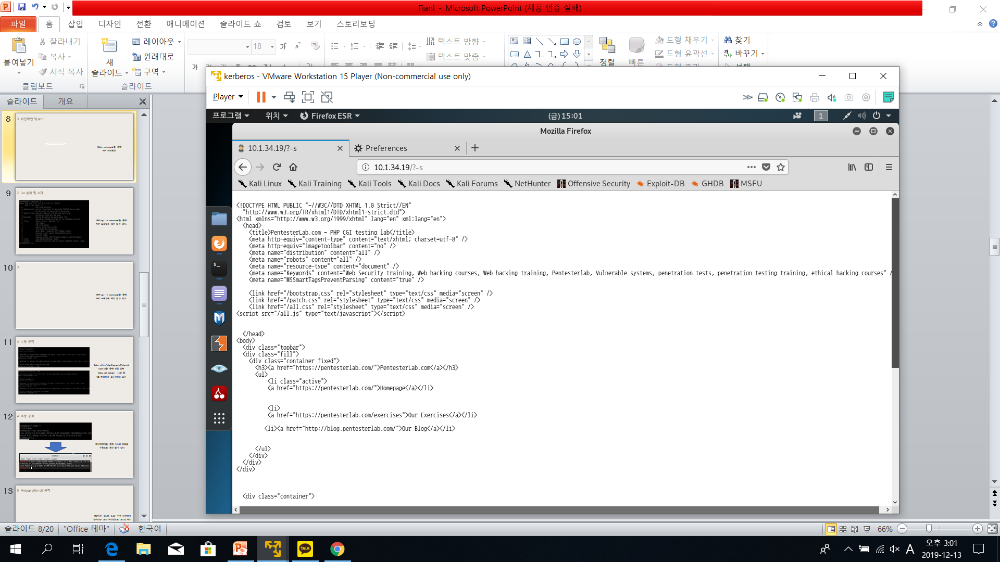 Fianl - Microsoft PowerPoint (제품 인증 실패)
파일 홈 삽입 디자인 전환 애니메이션 슬라이드 쇼 검토 보기 스토리보딩
잘라내기
복사
서식 복사
붙여넣기
클립보드
새
슬라이드
레이아웃
원래대로
구역
슬라이드
18
텍스트 방향
텍스트 맞춤
정렬
빠른
도형 채우기
도형 윤곽선
찾기
바꾸기
슬라이드 개요
8
3. 버전확인 및 php
9
2. Iso 설치 및 소개
10
3.
11
4. 수동 공격
12
4. 수동 공격
13
5. Metasploit(msf) 공격
kerberos - VMware Workstation 15 Player (Non-commercial use only)
Player
프로그램 위치 Firefox ESR (금) 15:01 1
Mozilla Firefox
10.1.34.19/?-s Preferences
10.1.34.19/?-s
Kali Linux Kali Training Kali Tools Kali Docs Kali Forums NetHunter Offensive Security Exploit-DB GHDB MSFU
<!DOCTYPE HTML PUBLIC "-//W3C//DTD XHTML 1.0 Strict//EN"
"http://www.w3.org/TR/xhtml1/DTD/xhtml1-strict.dtd">
<html xmlns="http://www.w3.org/1999/xhtml" lang="en" xml:lang="en">
<head>
<title>PentesterLab.com - PHP CGI testing lab</title>
<meta http-equiv="content-type" content="text/xhtml; charset=utf-8" />
<meta http-equiv="imagetoolbar" content="no" />
<meta name="distribution" content="all" />
<meta name="robots" content="all" />
<meta name="resource-type" content="document" />
<meta name="Keywords" content="Web Security training, Web hacking courses, Web hacking training, Pentesterlab, Vulnerable systems, penetration tests, penetration testing training, ethical hacking courses" /
<meta name="MSSmartTagsPreventParsing" content="true" />
<link href="/bootstrap.css" rel="stylesheet" type="text/css" media="screen" />
<link href="/patch.css" rel="stylesheet" type="text/css" media="screen" />
<link href="/all.css" rel="stylesheet" type="text/css" media="screen" />
<script src="/all.js" type="text/javascript"></script>
</head>
<body>
<div class="topbar">
<div class="fill">
<div class="container fixed">
<h3><a href="https://pentesterlab.com/">PentesterLab.com</a></h3>
<ul>
<li class="active">
<a href="https://pentesterlab.com/">Homepage</a></li>
<li>
<a href="https://pentesterlab.com/exercises">Our Exercises</a></li>
<li><a href="http://blog.pentesterlab.com/">Our Blog</a></li>
</ul>
</div>
</div>
</div>
<div class="container">
슬라이드 8/20 "Office 테마" 한국어 66%
TALK
A
오후 3:01
2019-12-13